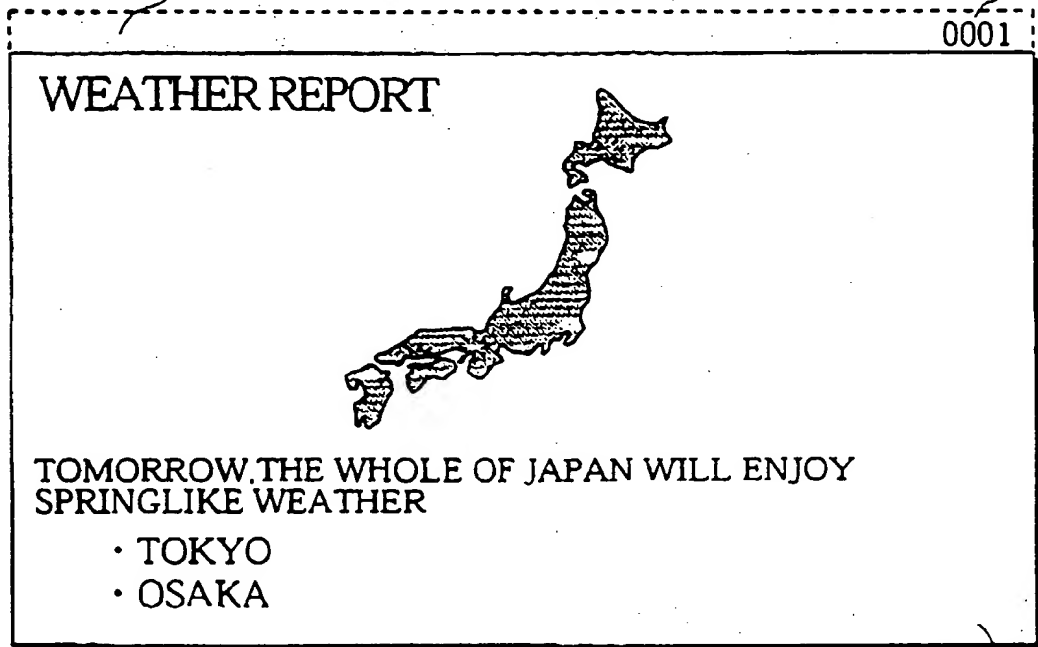 0001
WEATHER REPORT
TOMORROW, THE WHOLE OF JAPAN WILL ENJOY
SPRINGLIKE WEATHER
· TOKYO
· OSAKA